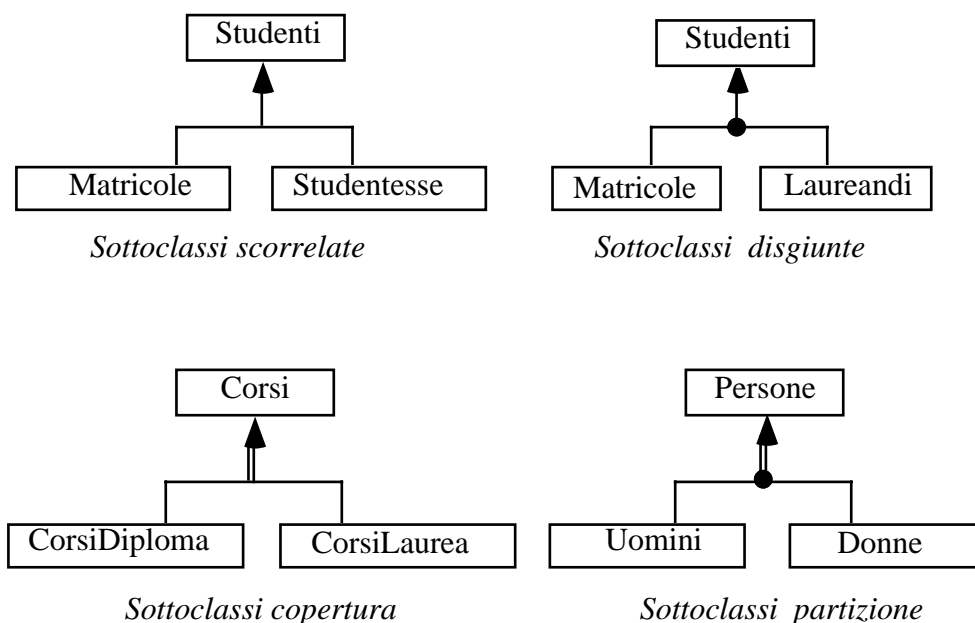 Studenti
Studenti
Matricole
Studentesse
Matricole
Laureandi
Sottoclassi scorrelate
Sottoclassi disgiunte
Corsi
Persone
CorsiDiploma
CorsiLaurea
Uomini
Donne
Sottoclassi copertura
Sottoclassi partizione